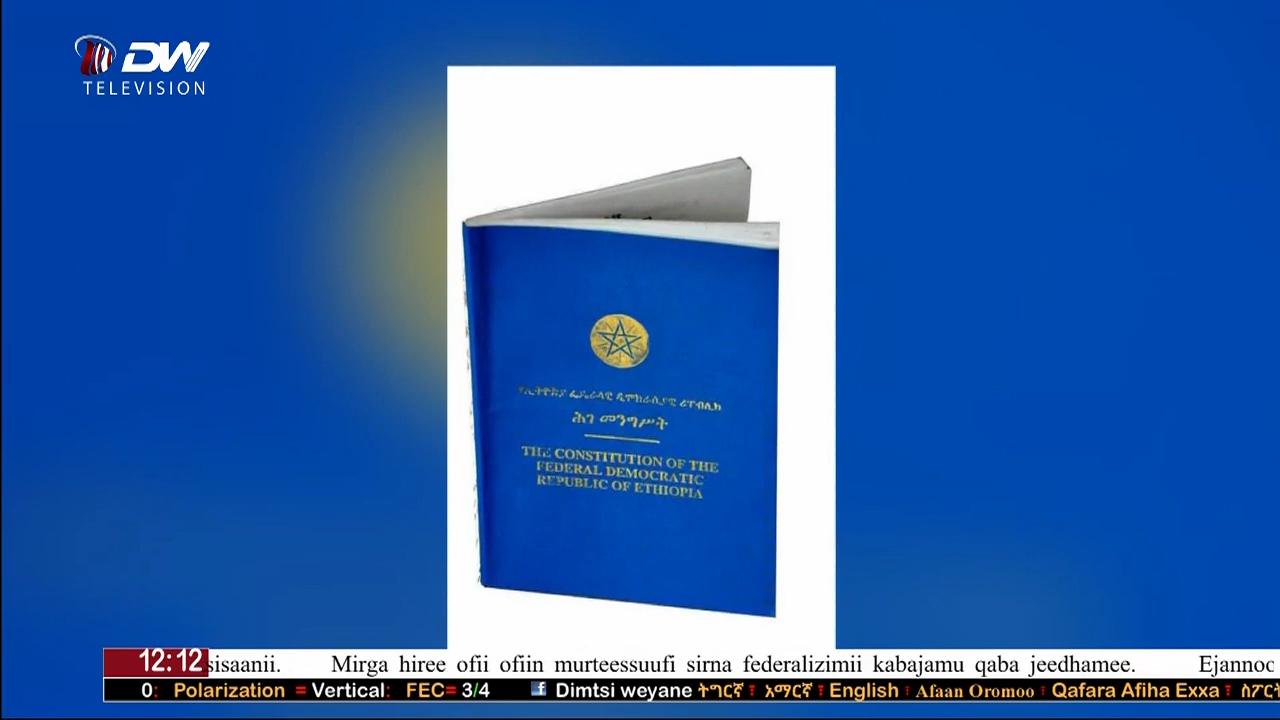 DW
TELEVISION
የኢትዮጵያ ፌዴራላዊ ዲሞክራሲያዊ ሪፐብሊክ
ሕገ መንግሥት
THE CONSTITUTION OF THE
FEDERAL DEMOCRATIC
REPUBLIC OF ETHIOPIA
12:12 sisaanii. Mirga hiree ofii ofiin murteessuufi sirna federalizimii kabajamu qaba jeedhamee. Ejannoo
0: Polarization = Vertical: FEC= 3/4 Dimtsi weyane ትግርኛ ፧ አማርኛ ፧ English ፧ Afaan Oromoo ፧ Qafara Afiha Exxa ፧ ስፖርት